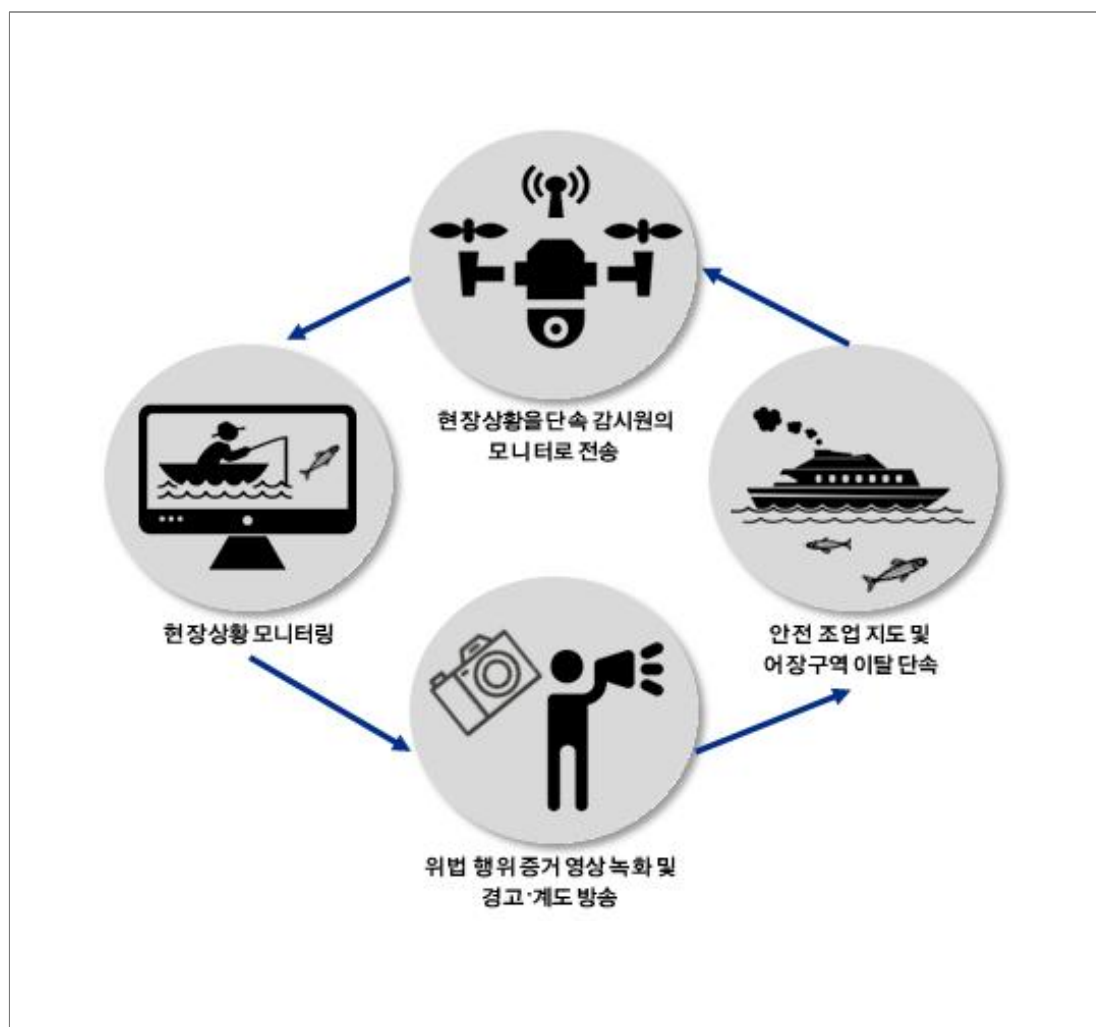 현장상황을 단속 감시원의
모니터로 전송
현장상황 모니터링
안전 조업 지도 및
어장구역 이탈 단속
위법 행위 증거 영상 녹화 및
경고·계도 방송